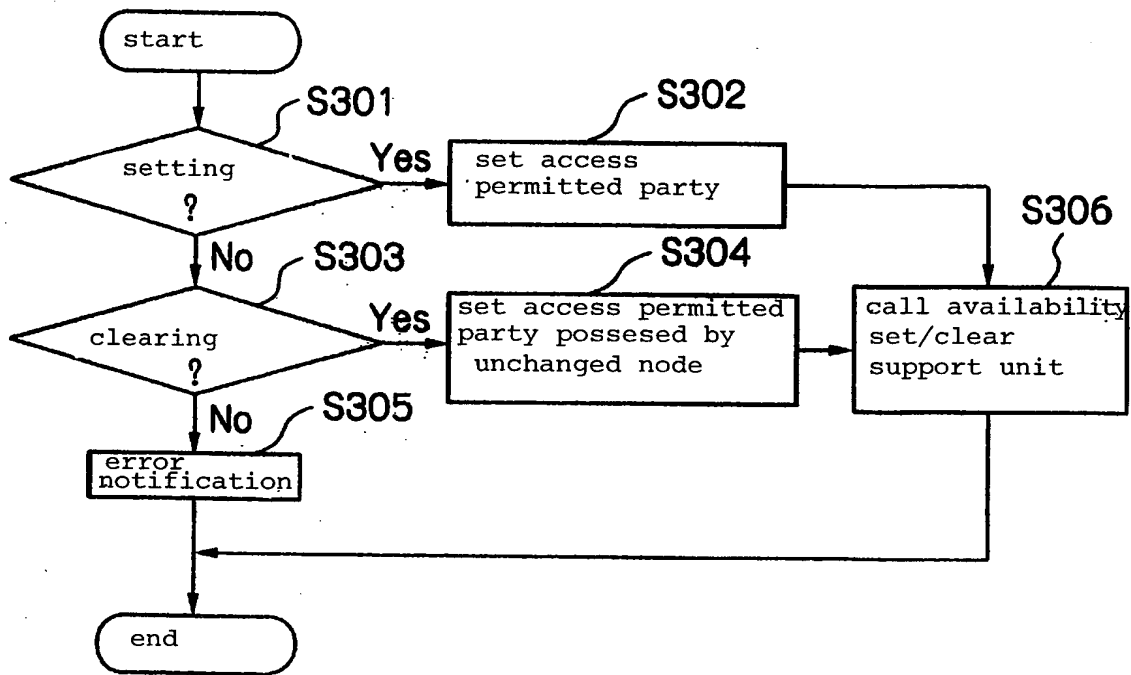 start
S301
setting
?
Yes
S302
set access
permitted party
No
S303
clearing
?
Yes
S304
set access permitted
party possesed by
unchanged node
S306
call availability
set/clear
support unit
No
S305
error
notification
end